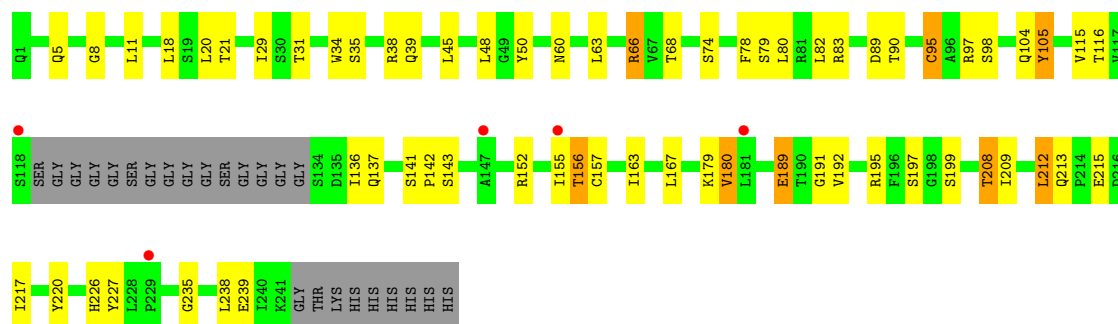 Q1 Q5 G8 L11 L18 S19 L20 T21 I29 S30 T31 W34 S35 R38 Q39 L45 L48 G49 Y50 N60 L63 R66 V67 T68 S74 F78 S79 L80 R81 L82 R83 D89 T90 C95 A96 R97 S98 Q104 Y105 V115 T116 V117
S118 SER GLY GLY GLY GLY SER GLY GLY GLY GLY SER GLY GLY GLY GLY S134 D135 I136 Q137 S141 P142 S143 A147 R152 I155 T156 C157 I163 L167 K179 V180 L181 E189 T190 G191 V192 R195 F196 S197 G198 S199 T208 I209 L212 Q213 P214 E215 D216
I217 Y220 H226 Y227 L228 P229 G235 L238 E239 I240 K241 GLY THR LYS HIS HIS HIS HIS HIS HIS